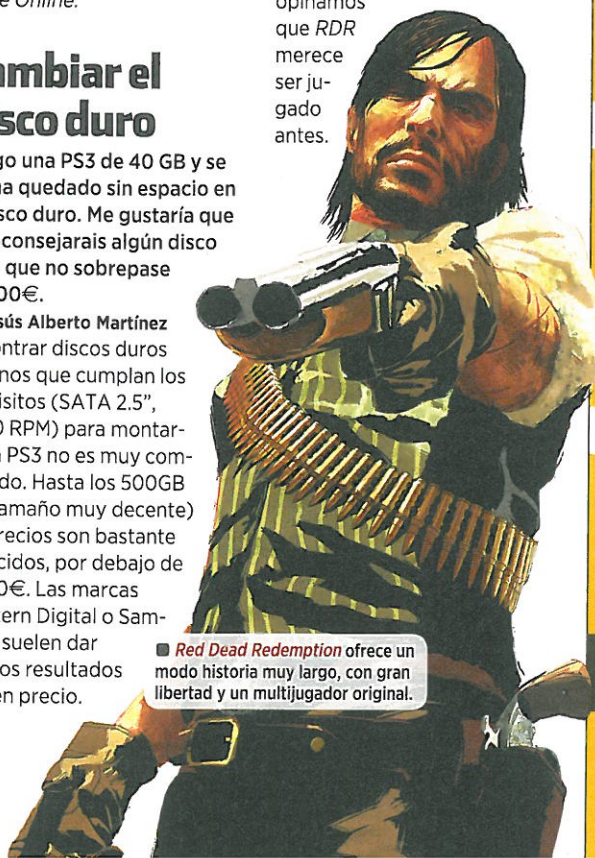 e Online.
ambiar el
sco duro
go una PS3 de 40 GB y se
ha quedado sin espacio en
sco duro. Me gustaría que
consejarais algún disco
que no sobrepase
00€.
sús Alberto Martínez
ntrar discos duros
nos que cumplan los
isitos (SATA 2.5”,
0 RPM) para montar-
a PS3 no es muy com-
do. Hasta los 500GB
amaño muy decente)
recios son bastante
cidos, por debajo de
0€. Las marcas
tern Digital o Sam-
suelen dar
os resultados
en precio.
opinamos
que RDR
merece
ser ju-
gado
antes.
Red Dead Redemption ofrece un
modo historia muy largo, con gran
libertad y un multijugador original.